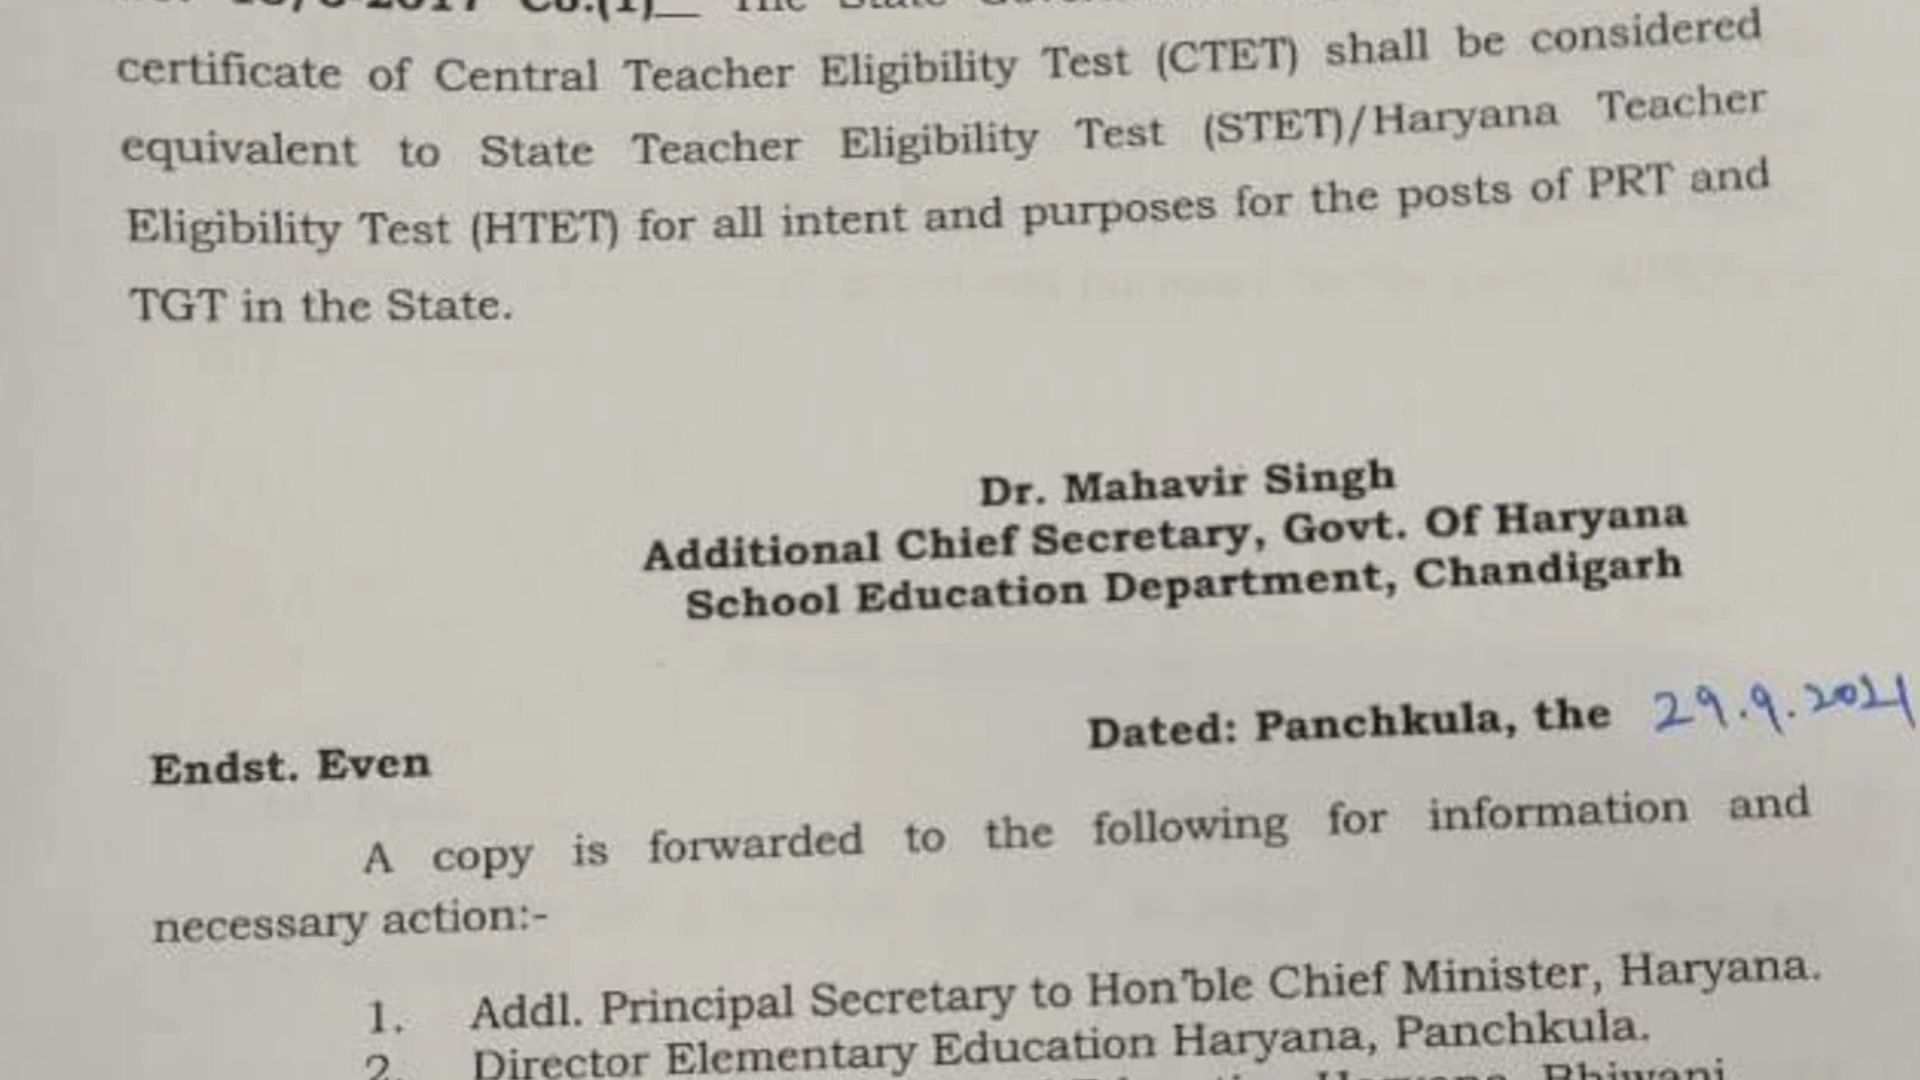 The State
certificate of Central Teacher Eligibility Test (CTET) shall be considered
equivalent to State Teacher Eligibility Test (STET)/Haryana Teacher
Eligibility Test (HTET) for all intent and purposes for the posts of PRT and
TGT in the State.
Dr. Mahavir Singh
Additional Chief Secretary, Govt. Of Haryana
School Education Department, Chandigarh
Dated: Panchkula, the 29.9.2021
Endst. Even
A copy is forwarded to the following for information and
necessary action:-
1. Addl. Principal Secretary to Hon'ble Chief Minister, Haryana.
2. Director Elementary Education Haryana, Panchkula.
Haryana, Bhiwani